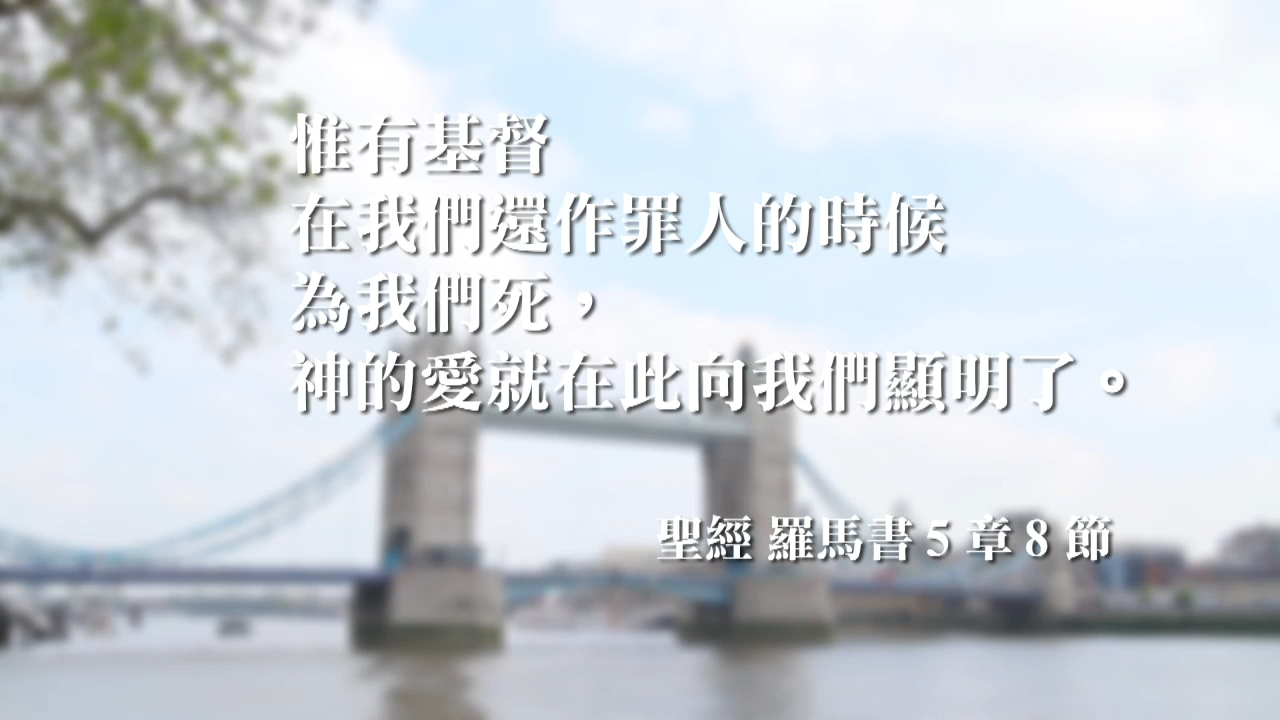 惟有基督
在我們還作罪人的時候
為我們死，
神的愛就在此向我們顯明了。
聖經 羅馬書 5 章 8 節